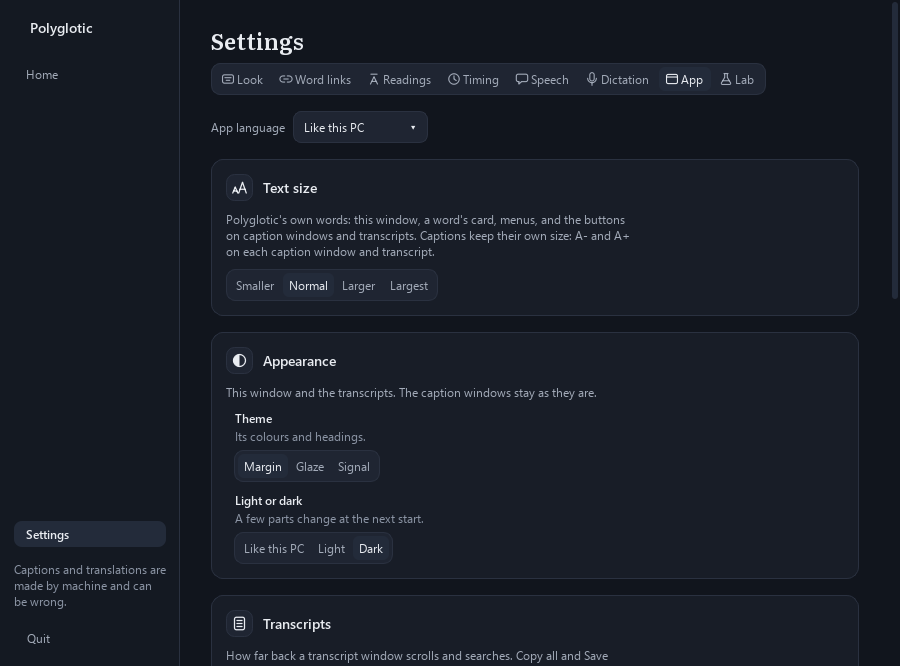 Polyglotic
Home
Settings
Look Word links Readings Timing Speech Dictation App Lab
App language Like this PC
Text size
Polyglotic's own words: this window, a word's card, menus, and the buttons
on caption windows and transcripts. Captions keep their own size: A- and A+
on each caption window and transcript.
Smaller Normal Larger Largest
Appearance
This window and the transcripts. The caption windows stay as they are.
Theme
Its colours and headings.
Margin Glaze Signal
Light or dark
A few parts change at the next start.
Like this PC Light Dark
Transcripts
How far back a transcript window scrolls and searches. Copy all and Save
Settings
Captions and translations are
made by machine and can
be wrong.
Quit